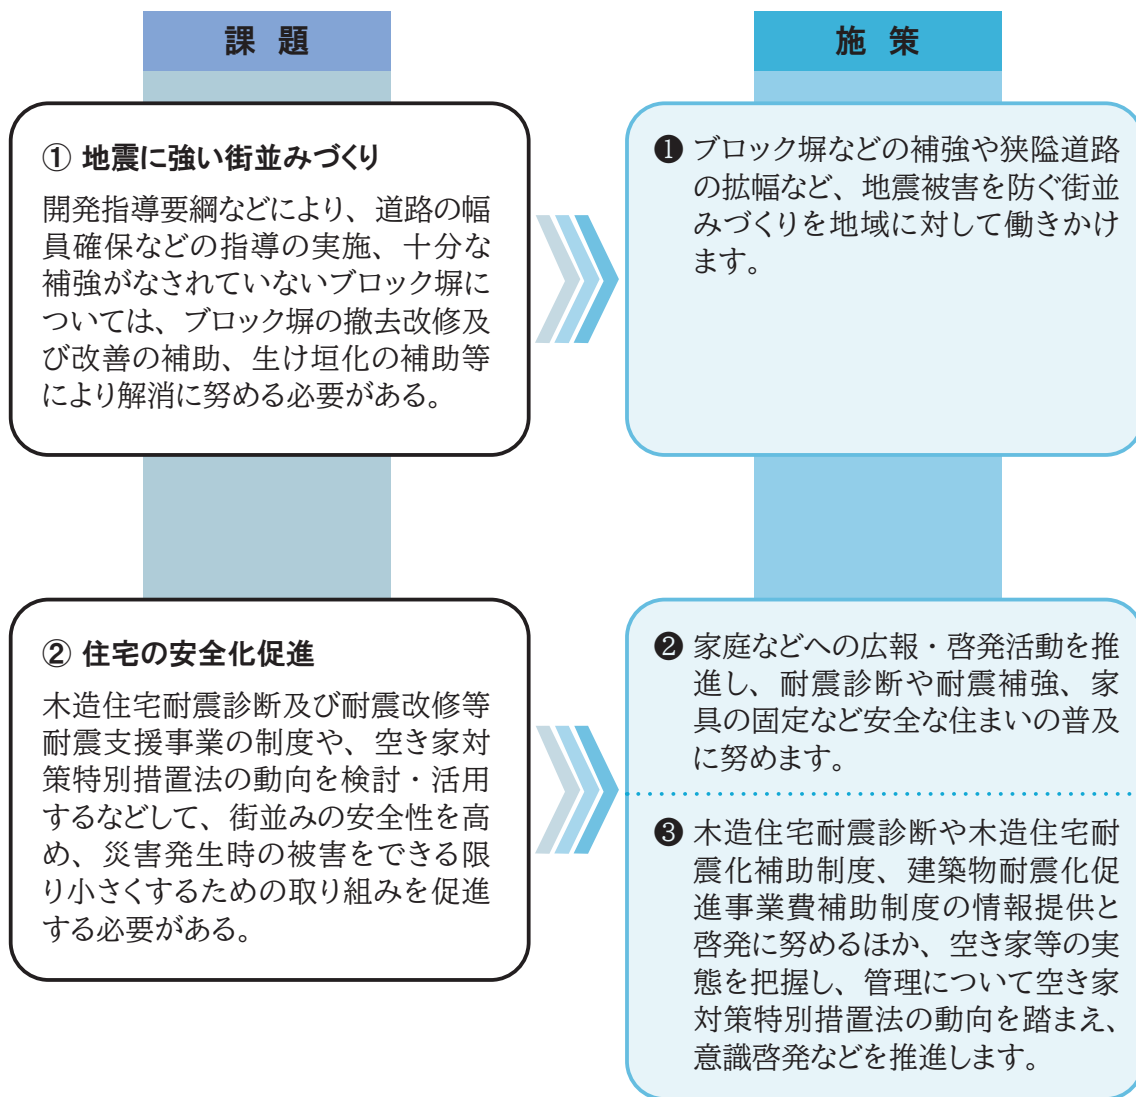 課題
① 地震に強い街並みづくり
開発指導要綱などにより、道路の幅
員確保などの指導の実施、十分な
補強がなされていないブロック塀に
ついては、ブロック塀の撤去改修及
び改善の補助、生け垣化の補助等
により解消に努める必要がある。
施策
❶ ブロック塀などの補強や狭隘道路
の拡幅など、地震被害を防ぐ街並
みづくりを地域に対して働きかけ
ます。
② 住宅の安全化促進
木造住宅耐震診断及び耐震改修等
耐震支援事業の制度や、空き家対
策特別措置法の動向を検討・活用
するなどして、街並みの安全性を高
め、災害発生時の被害をできる限
り小さくするための取り組みを促進
する必要がある。
❷ 家庭などへの広報・啓発活動を推
進し、耐震診断や耐震補強、家
具の固定など安全な住まいの普及
に努めます。
❸ 木造住宅耐震診断や木造住宅耐
震化補助制度、建築物耐震化促
進事業費補助制度の情報提供と
啓発に努めるほか、空き家等の実
態を把握し、管理について空き家
対策特別措置法の動向を踏まえ、
意識啓発などを推進します。